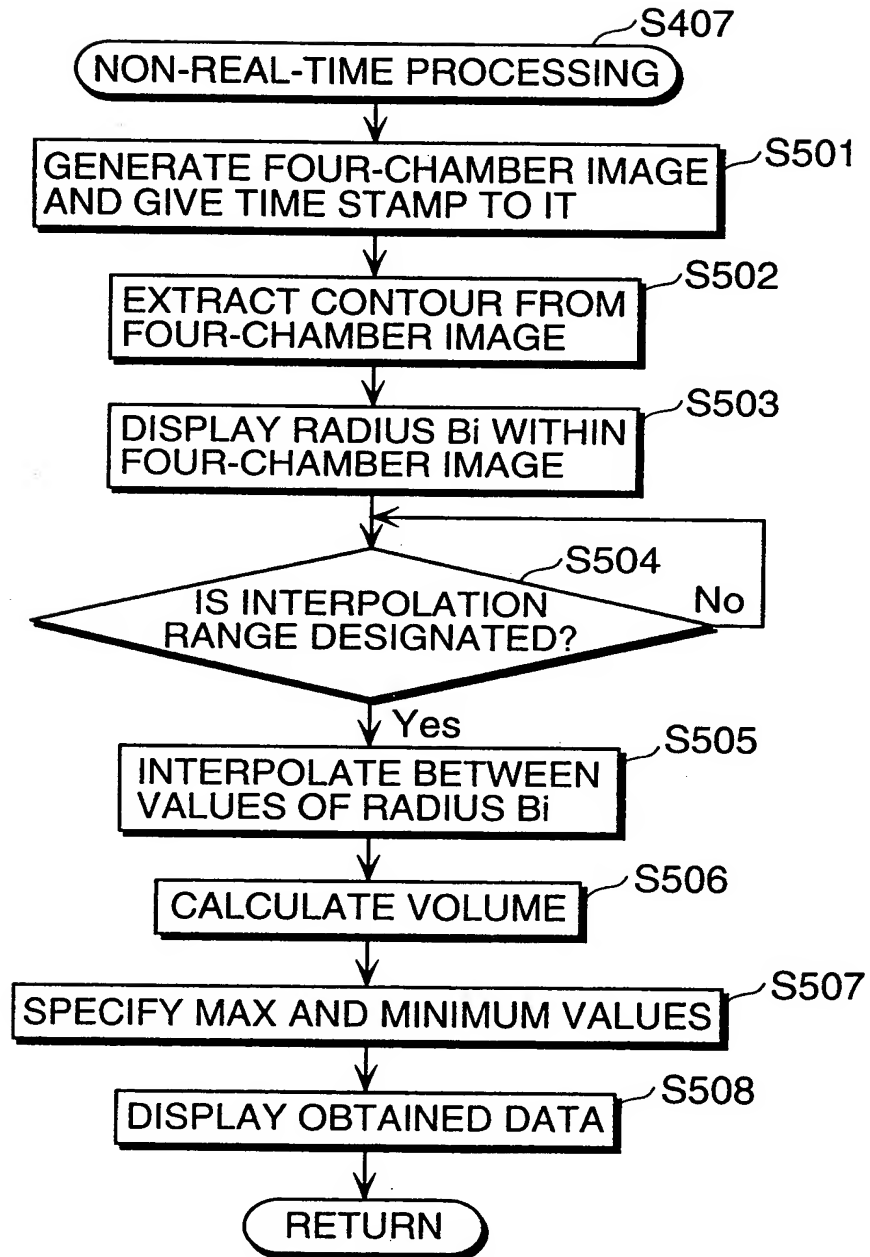 S407
NON-REAL-TIME PROCESSING
S501
GENERATE FOUR-CHAMBER IMAGE
AND GIVE TIME STAMP TO IT
S502
EXTRACT CONTOUR FROM
FOUR-CHAMBER IMAGE
S503
DISPLAY RADIUS Bi WITHIN
FOUR-CHAMBER IMAGE
S504
IS INTERPOLATION
RANGE DESIGNATED?
No
Yes
S505
INTERPOLATE BETWEEN
VALUES OF RADIUS Bi
S506
CALCULATE VOLUME
S507
SPECIFY MAX AND MINIMUM VALUES
S508
DISPLAY OBTAINED DATA
RETURN